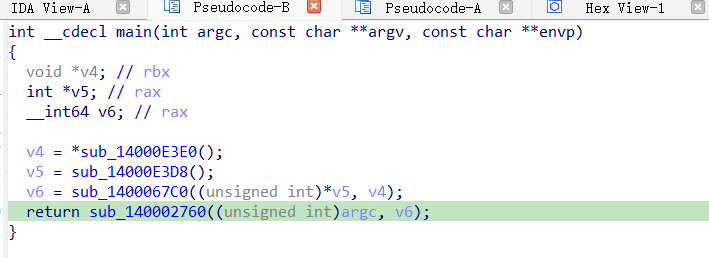 IDA View-A Pseudocode-B Pseudocode-A Hex View-1
int __cdecl main(int argc, const char **argv, const char **envp)
{
  void *v4; // rbx
  int *v5; // rax
  __int64 v6; // rax

  v4 = *sub_14000E3E0();
  v5 = sub_14000E3D8();
  v6 = sub_1400067C0((unsigned int)*v5, v4);
  return sub_140002760((unsigned int)argc, v6);
}